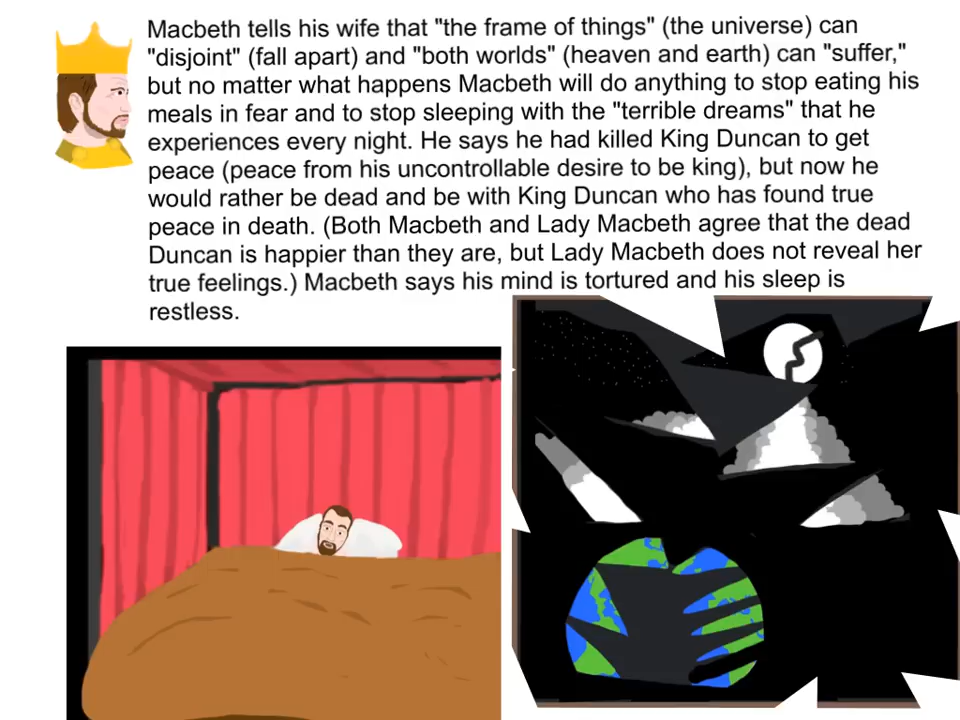 Macbeth tells his wife that "the frame of things" (the universe) can
"disjoint" (fall apart) and "both worlds" (heaven and earth) can "suffer,"
but no matter what happens Macbeth will do anything to stop eating his
meals in fear and to stop sleeping with the "terrible dreams" that he
experiences every night. He says he had killed King Duncan to get
peace (peace from his uncontrollable desire to be king), but now he
would rather be dead and be with King Duncan who has found true
peace in death. (Both Macbeth and Lady Macbeth agree that the dead
Duncan is happier than they are, but Lady Macbeth does not reveal her
true feelings.) Macbeth says his mind is tortured and his sleep is
restless.